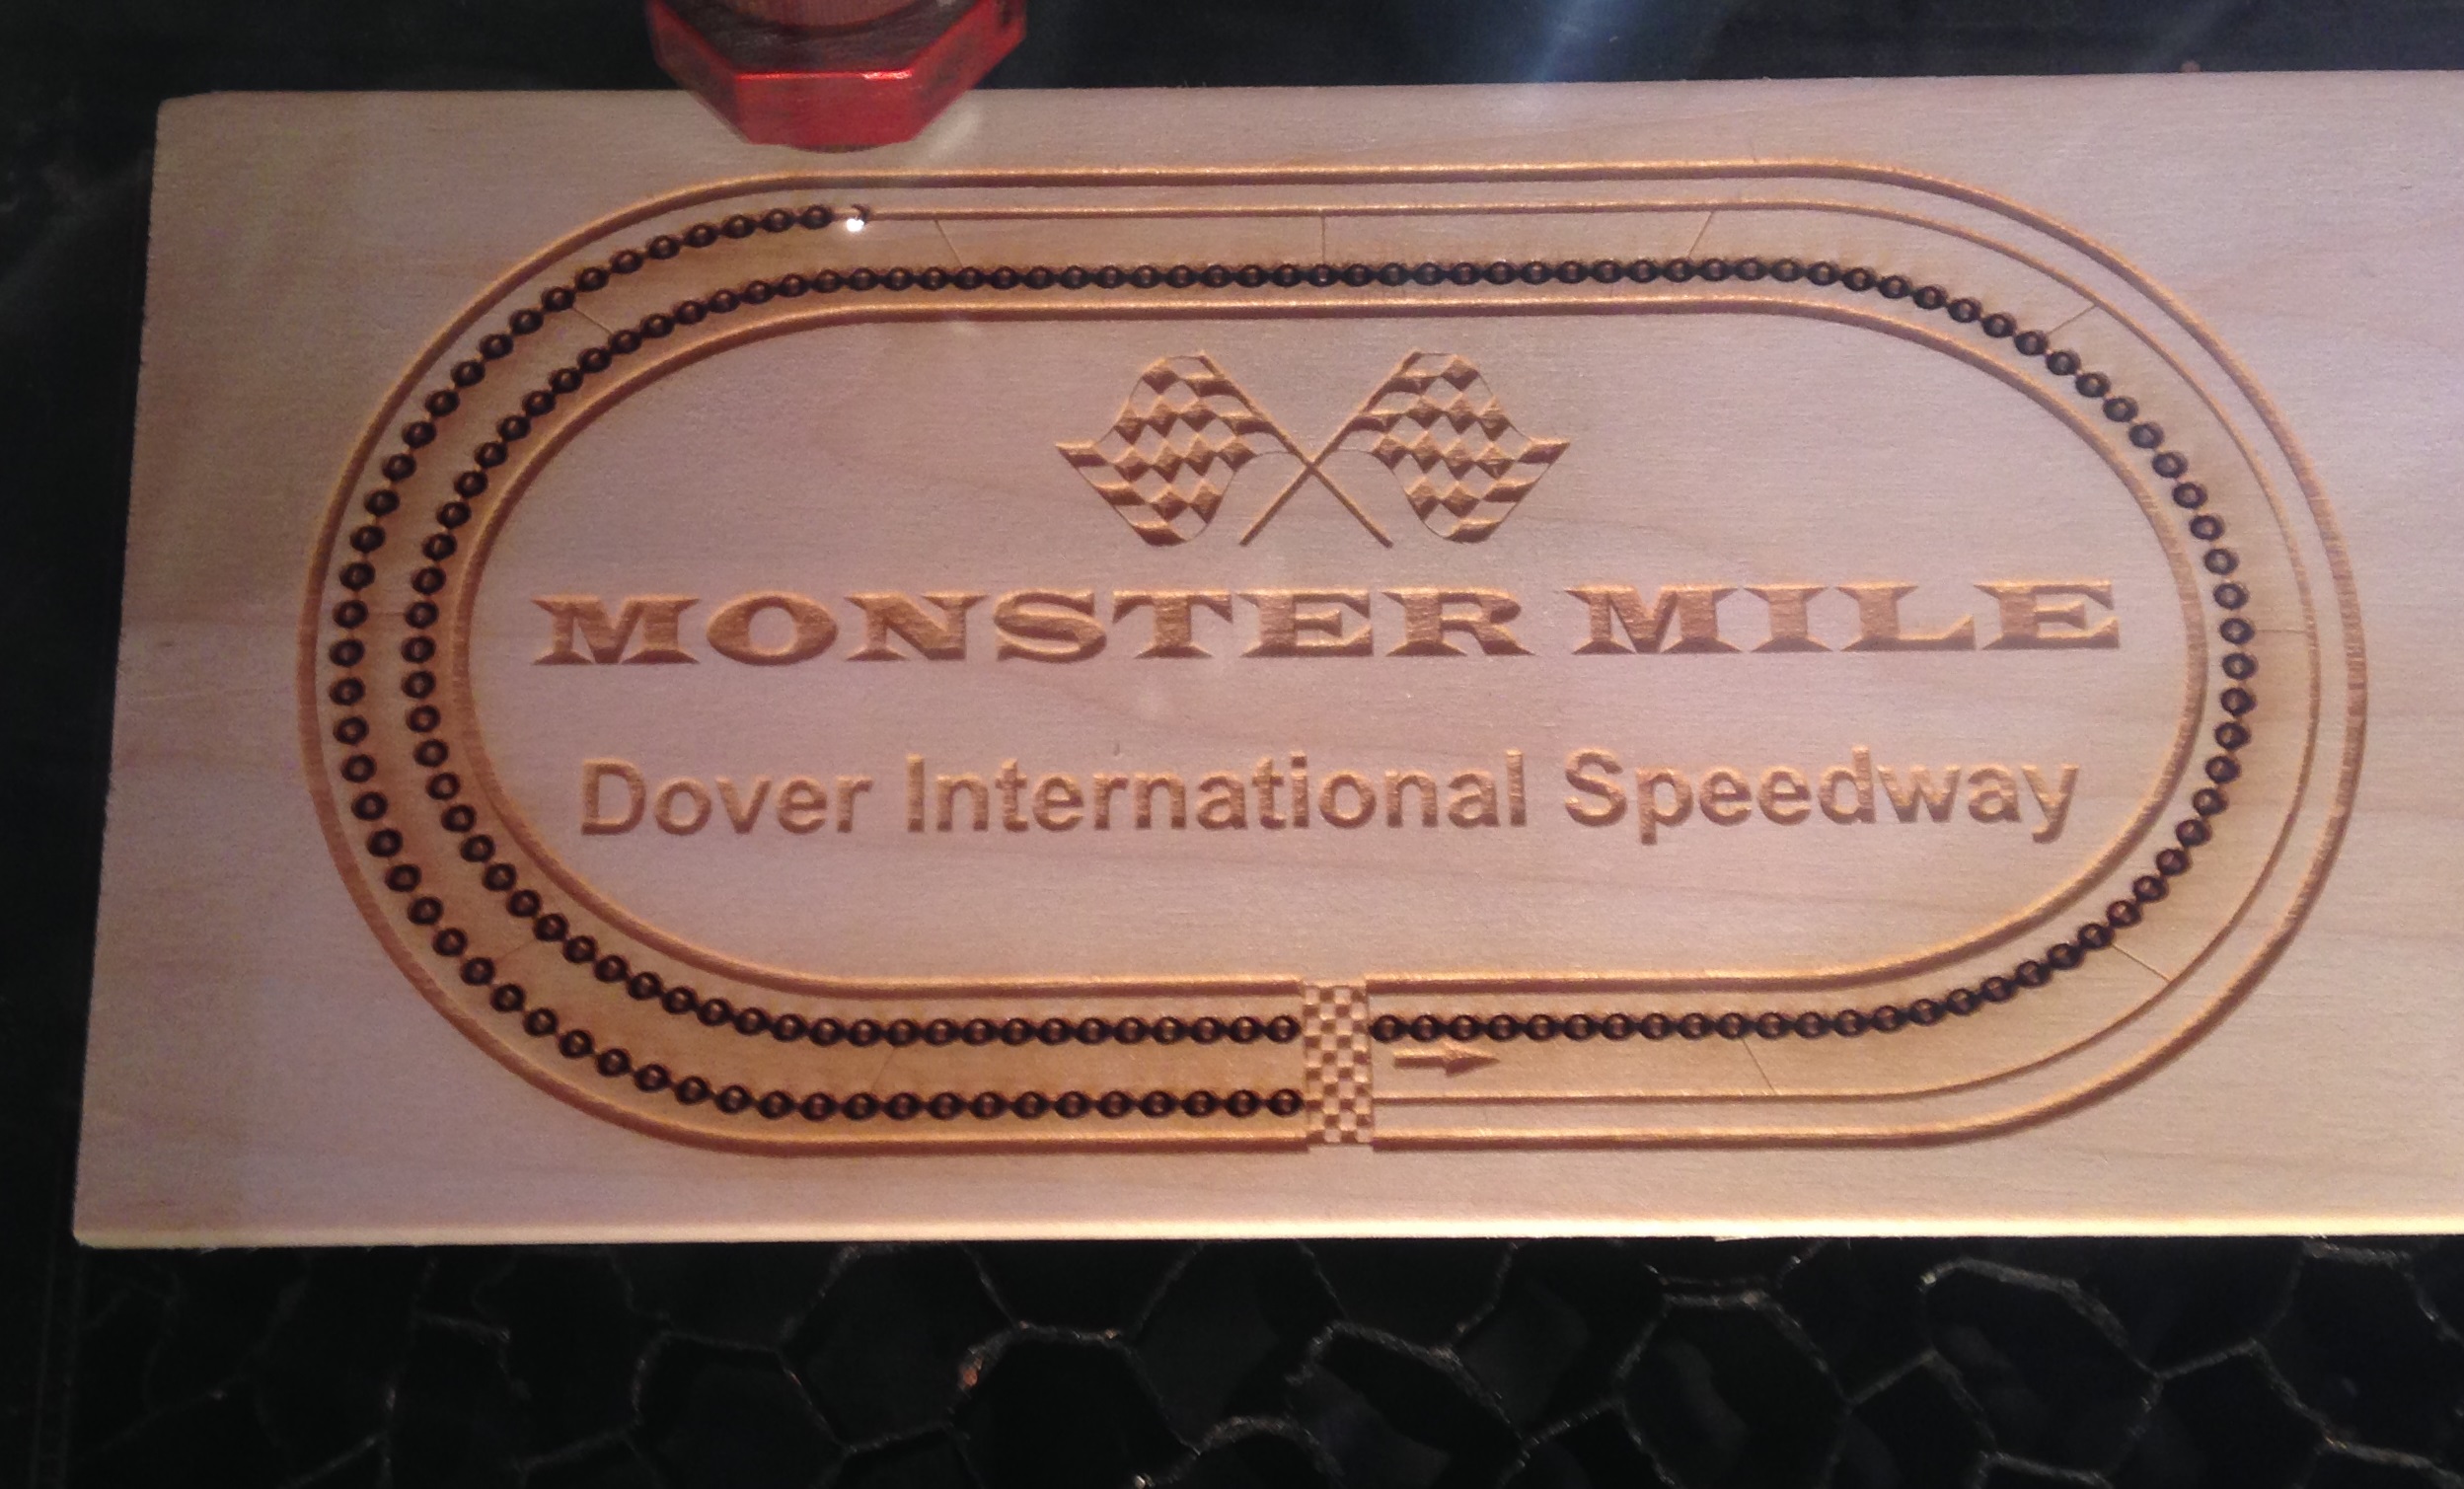 MONSTER MILE
Dover International Speedway